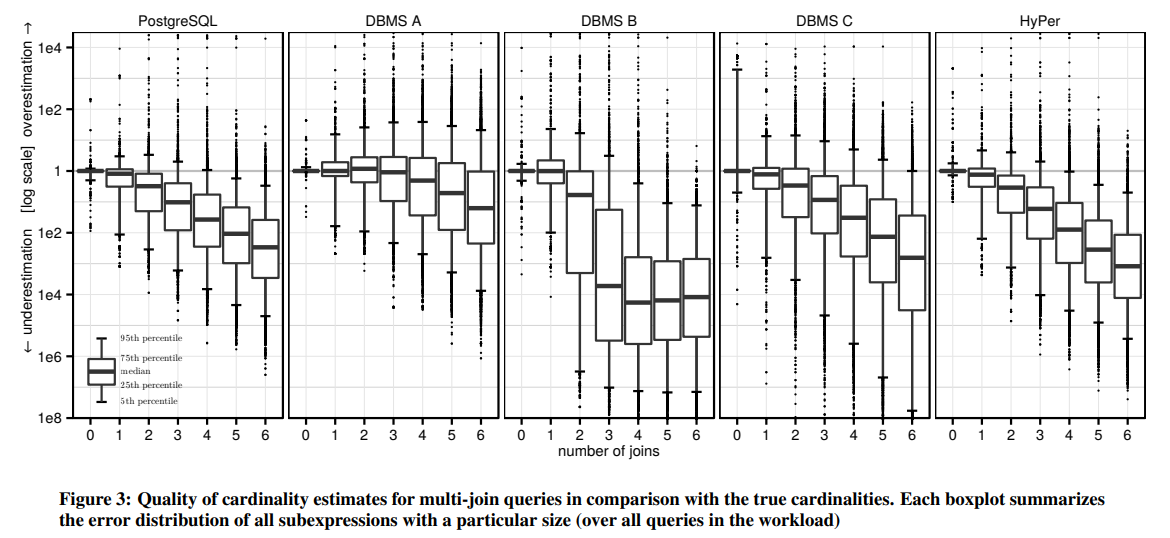 PostgreSQL DBMS A DBMS B DBMS C HyPer
← underestimation [log scale] overestimation →
1e4
1e2
1
1e2
1e4
1e6
1e8
95th percentile
75th percentile
median
25th percentile
5th percentile
0 1 2 3 4 5 6 0 1 2 3 4 5 6 0 1 2 3 4 5 6 0 1 2 3 4 5 6 0 1 2 3 4 5 6
number of joins
Figure 3: Quality of cardinality estimates for multi-join queries in comparison with the true cardinalities. Each boxplot summarizes
the error distribution of all subexpressions with a particular size (over all queries in the workload)